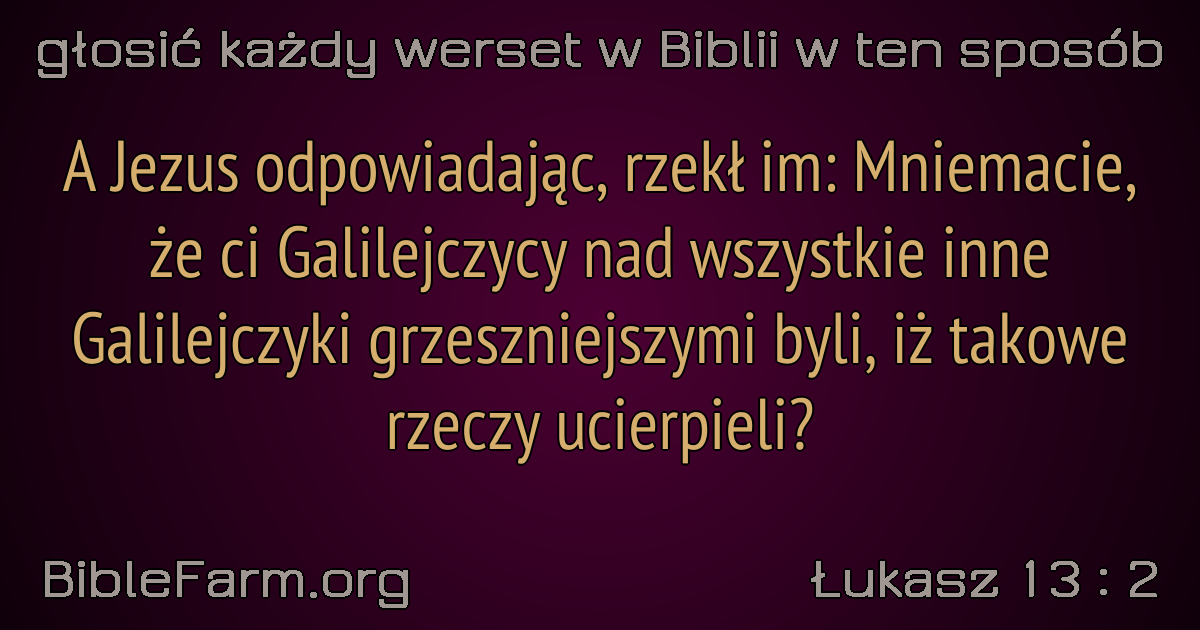 głosić każdy werset w Biblii w ten sposób
A Jezus odpowiadając, rzekł im: Mniemacie,
że ci Galilejczycy nad wszystkie inne
Galilejczyki grzeszniejszymi byli, iż takowe
rzeczy ucierpieli?
BibleFarm.org
Łukasz 13 : 2